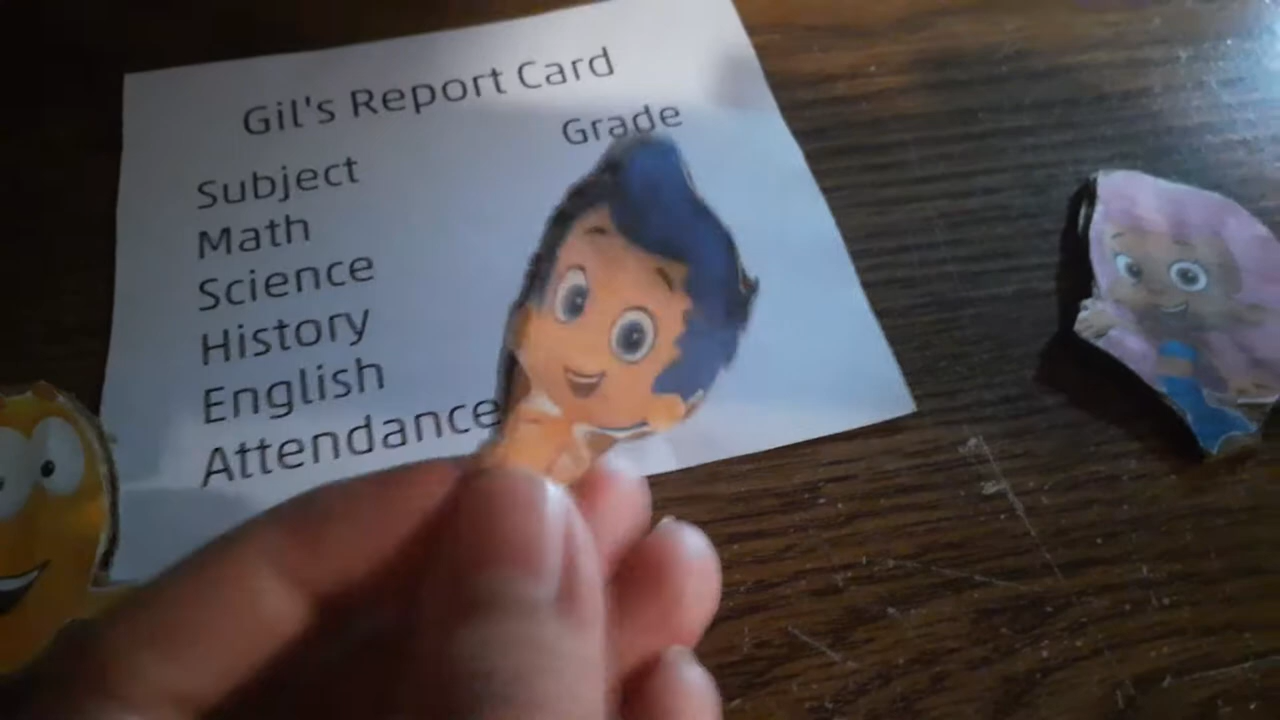 Gil's Report Card
Subject Grade
Math
Science
History
English
Attendance